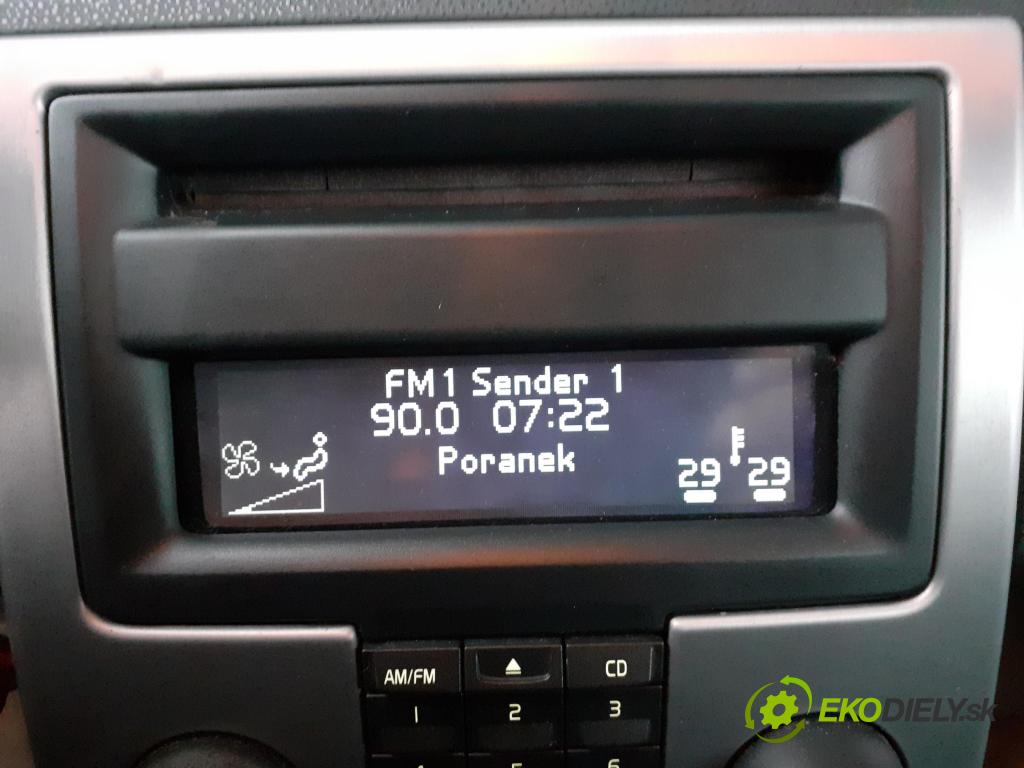 FM1 Sender 1
90.0 07:22
Poranek
29 29
AM/FM CD
1 2 3
EKODIELY.sk